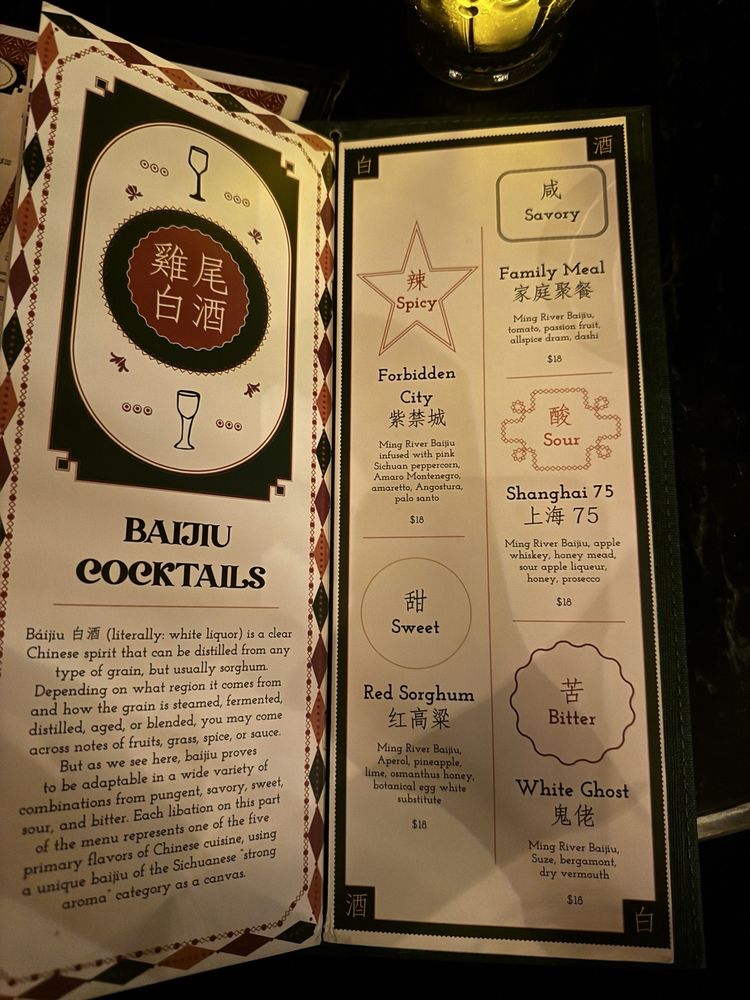 雞尾
白酒
BAIJIU
COCKTAILS
Báijiu 白酒 (literally: white liquor) is a clear
Chinese spirit that can be distilled from any
type of grain, but usually sorghum.
Depending on what region it comes from
and how the grain is steamed, fermented,
distilled, aged, or blended, you may come
across notes of fruits, grass, spice, or sauce.
But as we see here, baijiu proves
to be adaptable in a wide variety of
combinations from pungent, savory, sweet,
sour, and bitter. Each libation on this part
of the menu represents one of the five
primary flavors of Chinese cuisine, using
a unique baijiu of the Sichuanese "strong
aroma" category as a canvas.
白
酒
辣
Spicy
Forbidden
City
紫禁城
Ming River Baijiu
infused with pink
Sichuan peppercorn,
Amaro Montenegro,
amaretto, Angostura,
palo santo
$18
甜
Sweet
Red Sorghum
红高粱
Ming River Baijiu,
Aperol, pineapple,
lime, osmanthus honey,
botanical egg white
substitute
$18
咸
Savory
Family Meal
家庭聚餐
Ming River Baijiu,
tomato, passion fruit,
allspice dram, dashi
$18
酸
Sour
Shanghai 75
上海 75
Ming River Baijiu, apple
whiskey, honey mead,
sour apple liqueur,
honey, prosecco
$18
苦
Bitter
White Ghost
鬼佬
Ming River Baijiu,
Suze, bergamont,
dry vermouth
$18
酒
白